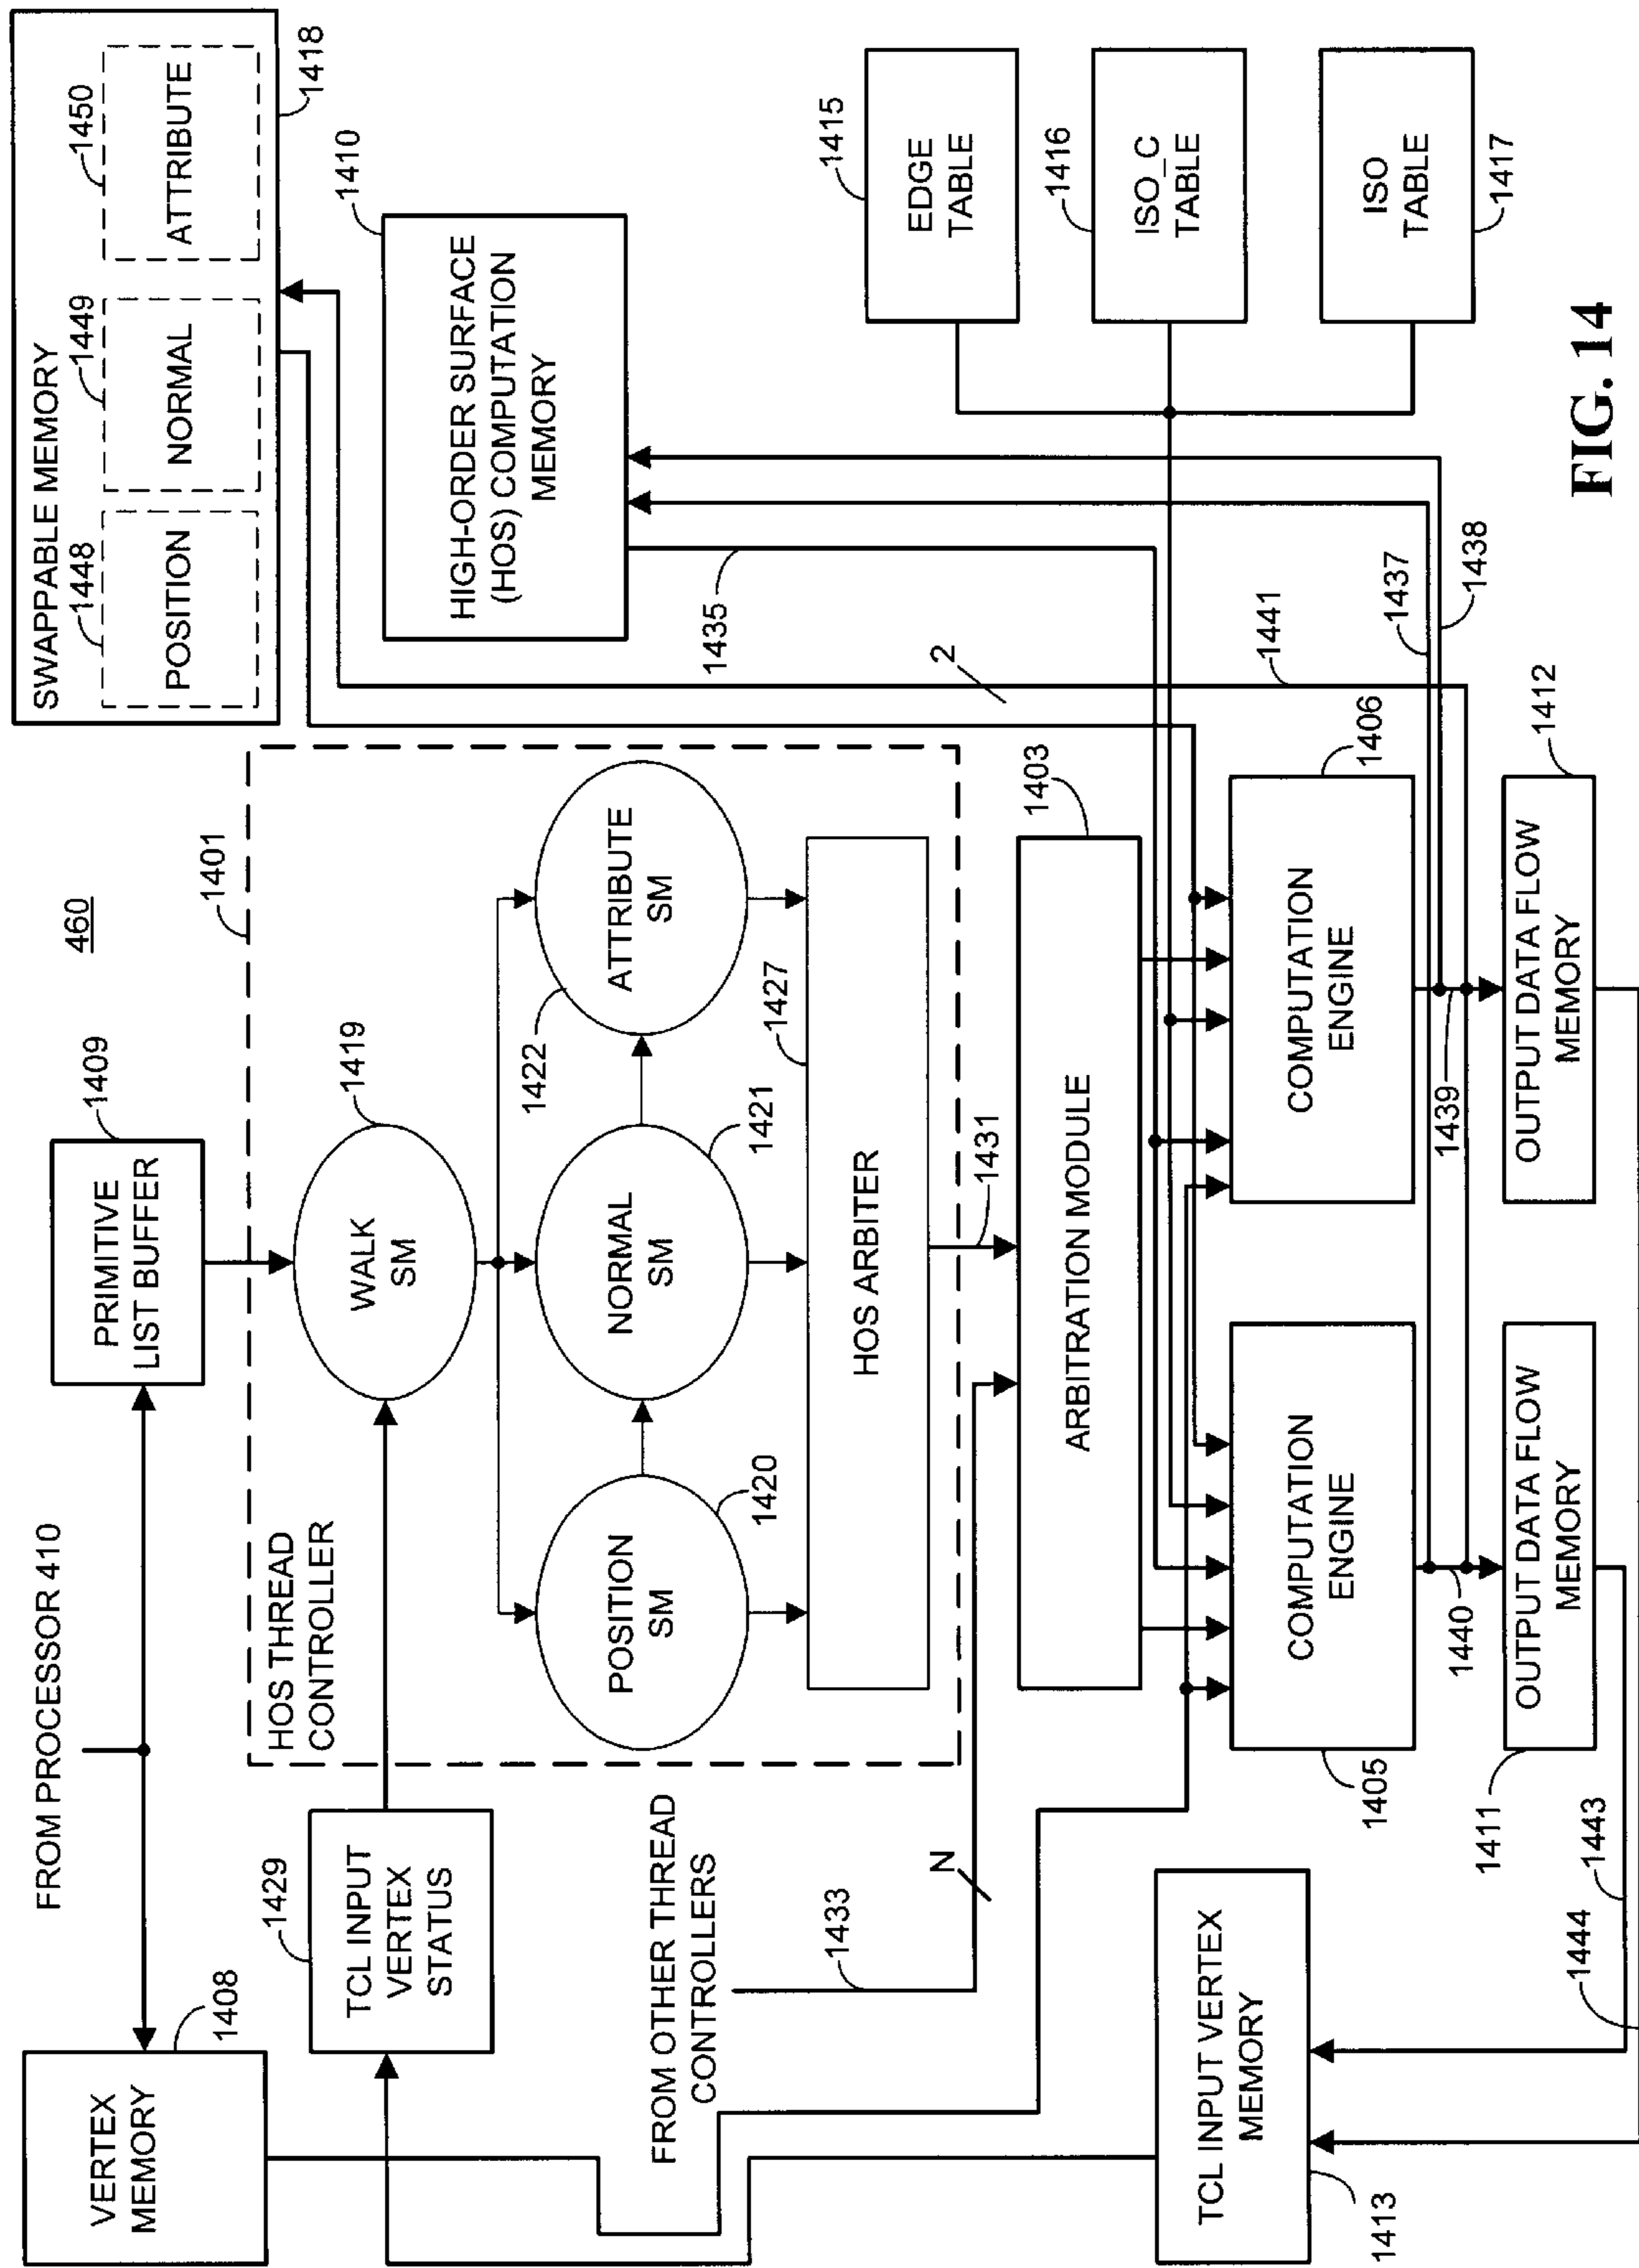 460
FROM PROCESSOR 410
VERTEX
MEMORY
1408
PRIMITIVE
LIST BUFFER
1409
SWAPPABLE MEMORY
POSITION
1448
NORMAL
1449
ATTRIBUTE
1450
1418
TCL INPUT
VERTEX
STATUS
1429
HOS THREAD
CONTROLLER
1401
WALK
SM
1419
POSITION
SM
1420
NORMAL
SM
1421
ATTRIBUTE
SM
1422
HOS ARBITER
1427
1431
HIGH-ORDER SURFACE
(HOS) COMPUTATION
MEMORY
1410
1435
FROM OTHER THREAD
CONTROLLERS
1433
N
ARBITRATION MODULE
1403
2
EDGE
TABLE
1415
ISO_C
TABLE
1416
ISO
TABLE
1417
TCL INPUT VERTEX
MEMORY
1413
COMPUTATION
ENGINE
1405
COMPUTATION
ENGINE
1406
1441
1437
1438
1440
1439
OUTPUT DATA FLOW
MEMORY
1411
OUTPUT DATA FLOW
MEMORY
1412
1443
1444
FIG. 14